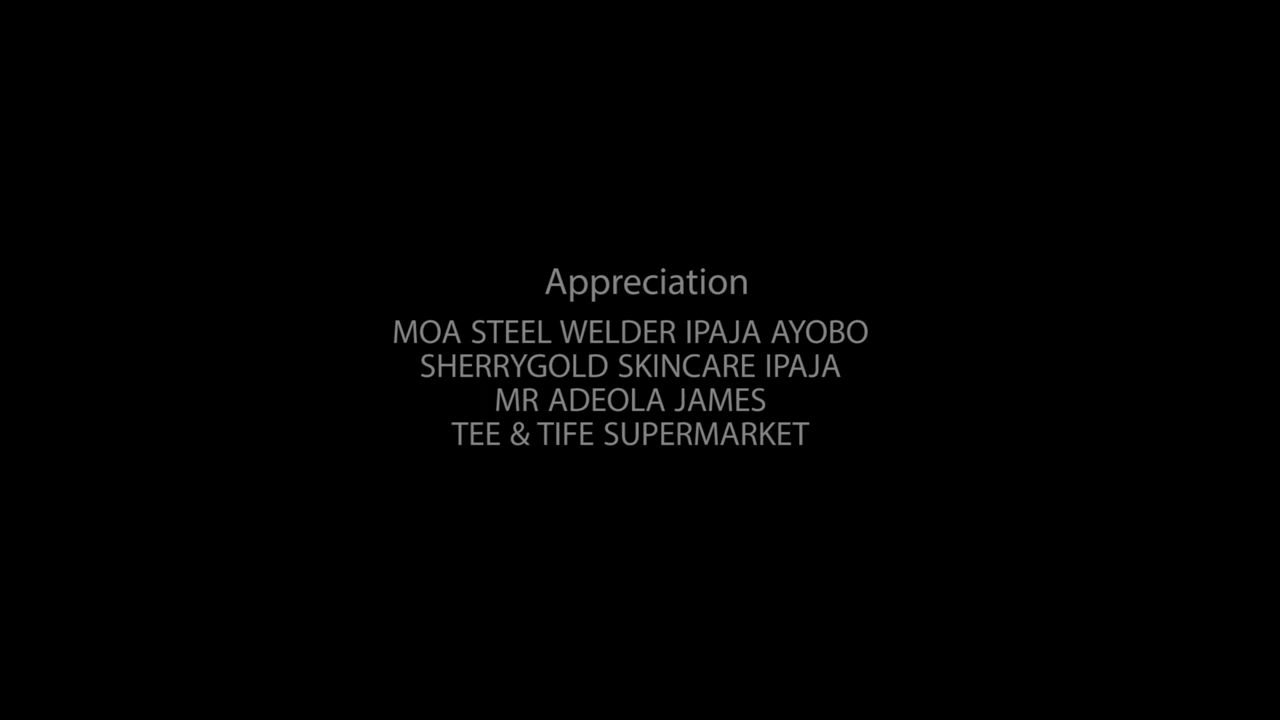 Appreciation
MOA STEEL WELDER IPAJA AYOBO
SHERRYGOLD SKINCARE IPAJA
MR ADEOLA JAMES
TEE & TIFE SUPERMARKET